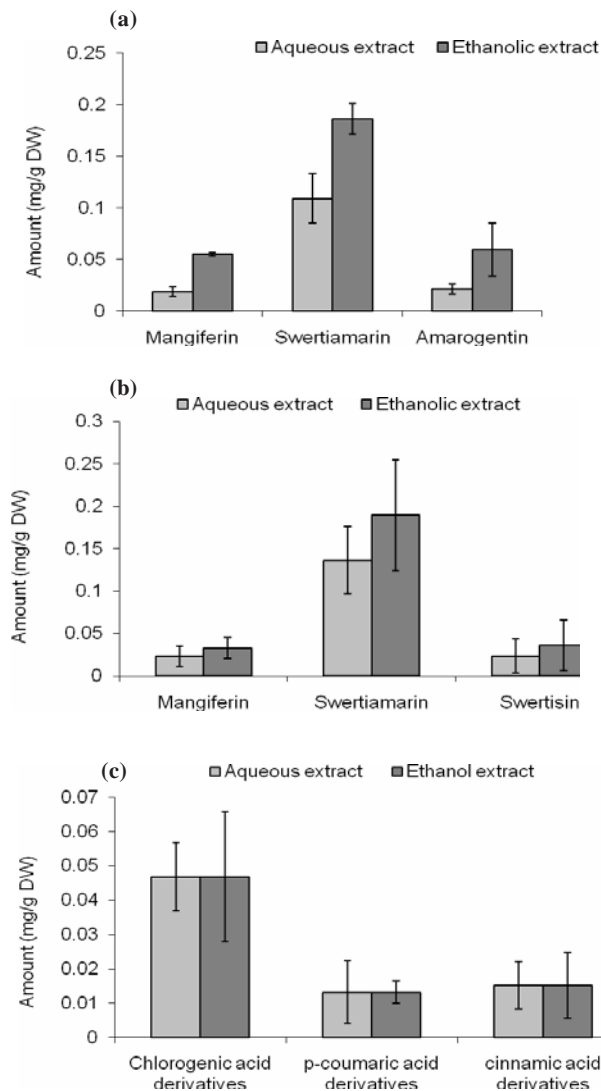 (a)
Aqueous extract Ethanolic extract
Amount (mg/g DW)
0.25
0.2
0.15
0.1
0.05
0
Mangiferin Swertiamarin Amarogentin
(b)
Aqueous extract Ethanolic extract
Amount (mg/g DW)
0.3
0.25
0.2
0.15
0.1
0.05
0
Mangiferin Swertiamarin Swertisin
(c)
Aqueous extract Ethanol extract
Amount (mg/g DW)
0.07
0.06
0.05
0.04
0.03
0.02
0.01
0
Chlorogenic acid p-coumaric acid cinnamic acid
derivatives derivatives derivatives